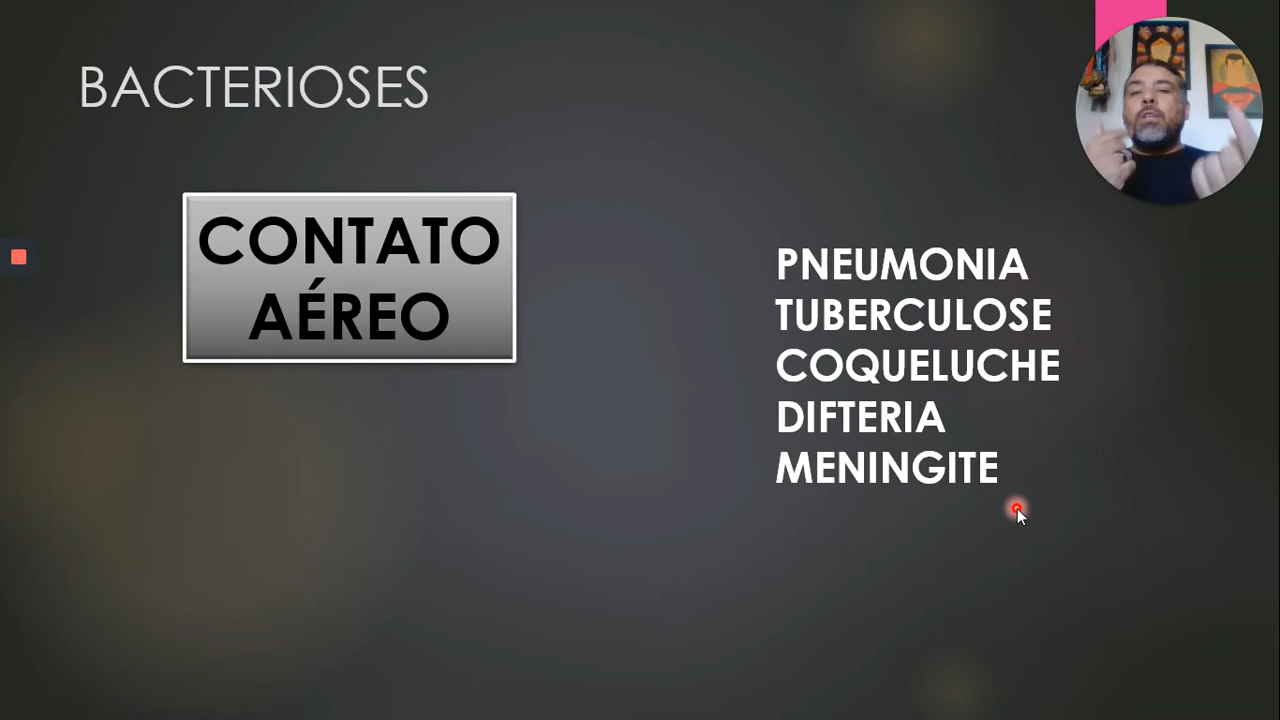 BACTERIOSES
CONTATO
AÉREO
PNEUMONIA
TUBERCULOSE
COQUELUCHE
DIFTERIA
MENINGITE